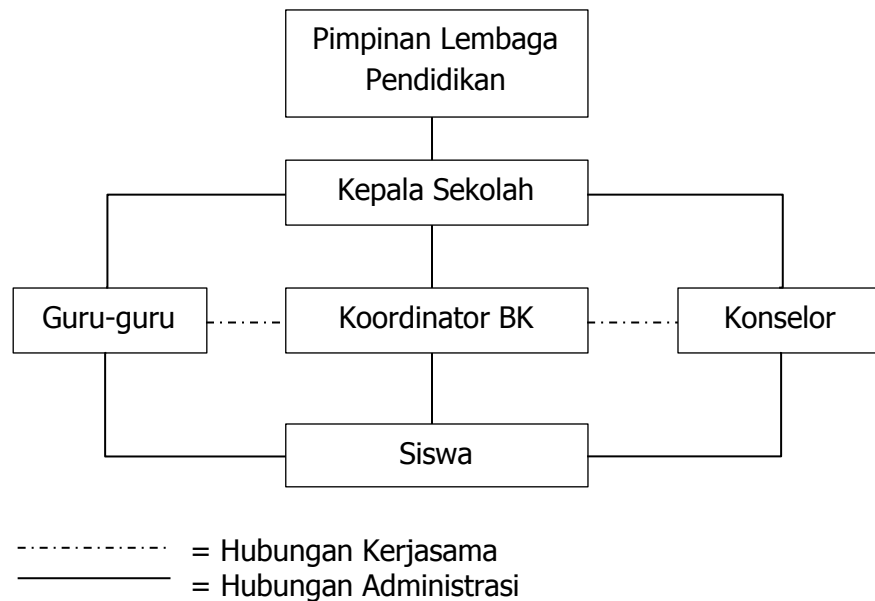 Pimpinan Lembaga
Pendidikan
Kepala Sekolah
Guru-guru
Koordinator BK
Konselor
Siswa
= Hubungan Kerjasama
= Hubungan Administrasi